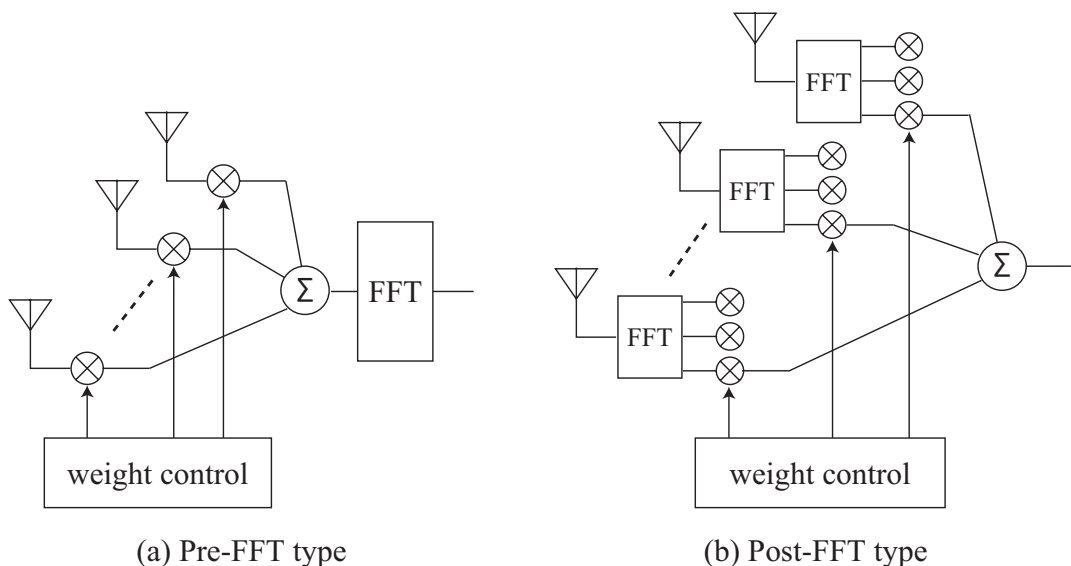 Σ
FFT
weight control
(a) Pre-FFT type
FFT
FFT
FFT
Σ
weight control
(b) Post-FFT type